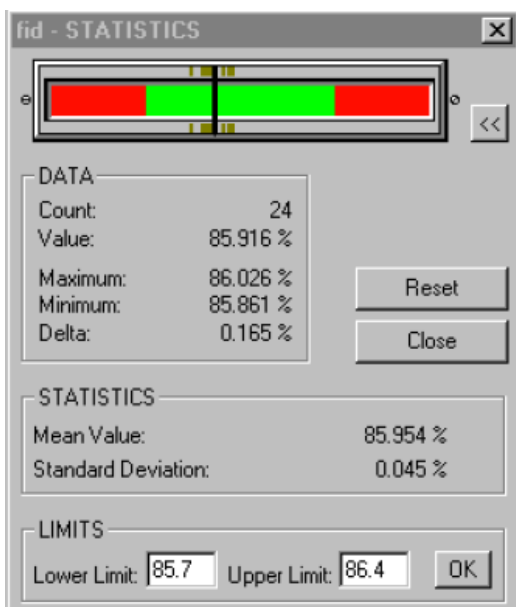 fid - STATISTICS
<<
DATA
Count: 24
Value: 85.916 %
Maximum: 86.026 %
Minimum: 85.861 %
Delta: 0.165 %
Reset
Close
STATISTICS
Mean Value: 85.954 %
Standard Deviation: 0.045 %
LIMITS
Lower Limit: 85.7 Upper Limit: 86.4 OK